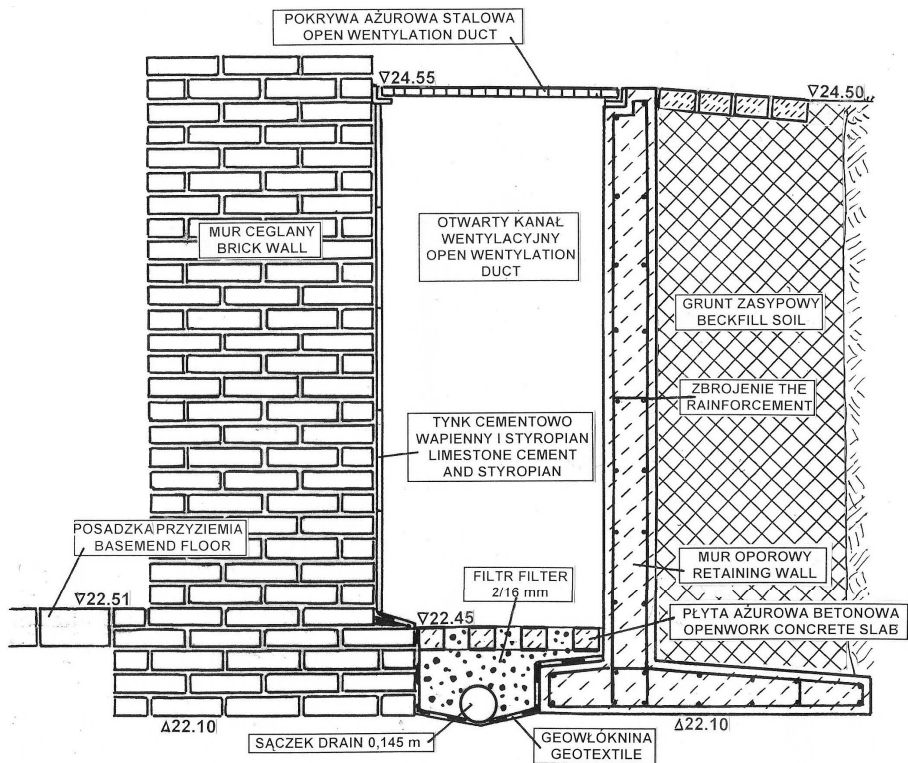 POKRYWA AŻUROWA STALOWA
OPEN WENTYLATION DUCT
∇24.55
∇24.50
MUR CEGLANY
BRICK WALL
OTWARTY KANAŁ
WENTYLACYJNY
OPEN WENTYLATION
DUCT
GRUNT ZASYPOWY
BECKFILL SOIL
ZBROJENIE THE
RAINFORCEMENT
TYNK CEMENTOWO
WAPIENNY I STYROPIAN
LIMESTONE CEMENT
AND STYROPIAN
POSADZKA PRZYZIEMIA
BASEMEND FLOOR
MUR OPOROWY
RETAINING WALL
FILTR FILTER
2/16 mm
∇22.51
∇22.45
PŁYTA AŻUROWA BETONOWA
OPENWORK CONCRETE SLAB
∆22.10
∆22.10
SĄCZEK DRAIN 0,145 m
GEOWŁÓKNINA
GEOTEXTILE